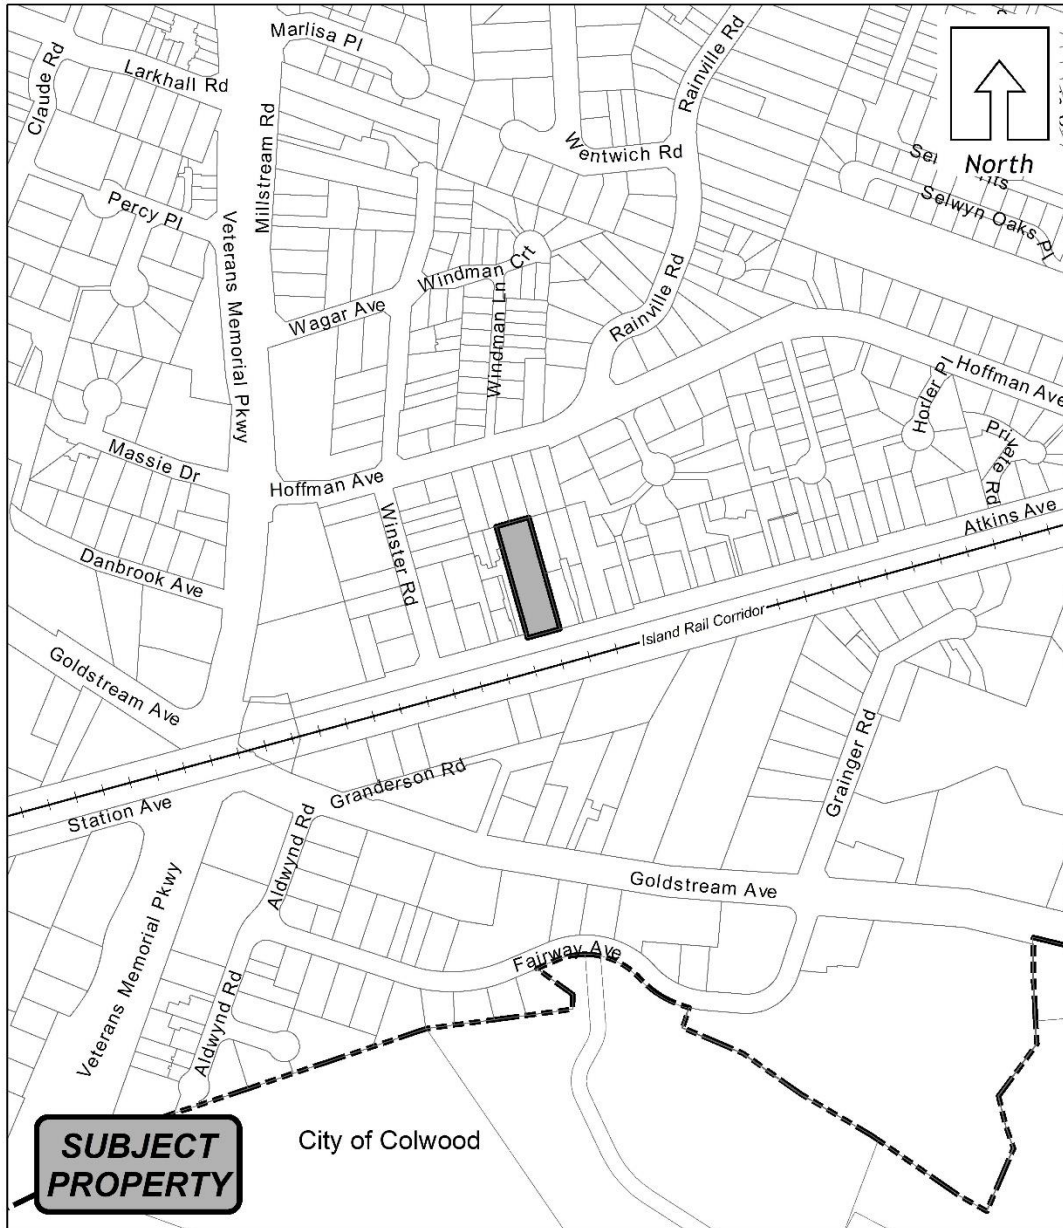 Marlisa Pl
Claude Rd
Larkhall Rd
Millstream Rd
Rainville Rd
North
Wentwich Rd
Selwyn Oaks Pl
Percy Pl
Veterans Memorial Pkwy
Windman Crt
Windman Ln
Wagar Ave
Rainville Rd
Hoffman Ave
Horler Pl
Private Rd
Massie Dr
Hoffman Ave
Winster Rd
Atkins Ave
Danbrook Ave
Island Rail Corridor
Goldstream Ave
Grainger Rd
Granderson Rd
Station Ave
Aldwynd Rd
Goldstream Ave
Veterans Memorial Pkwy
Fairway Ave
Aldwynd Rd
City of Colwood
SUBJECT
PROPERTY